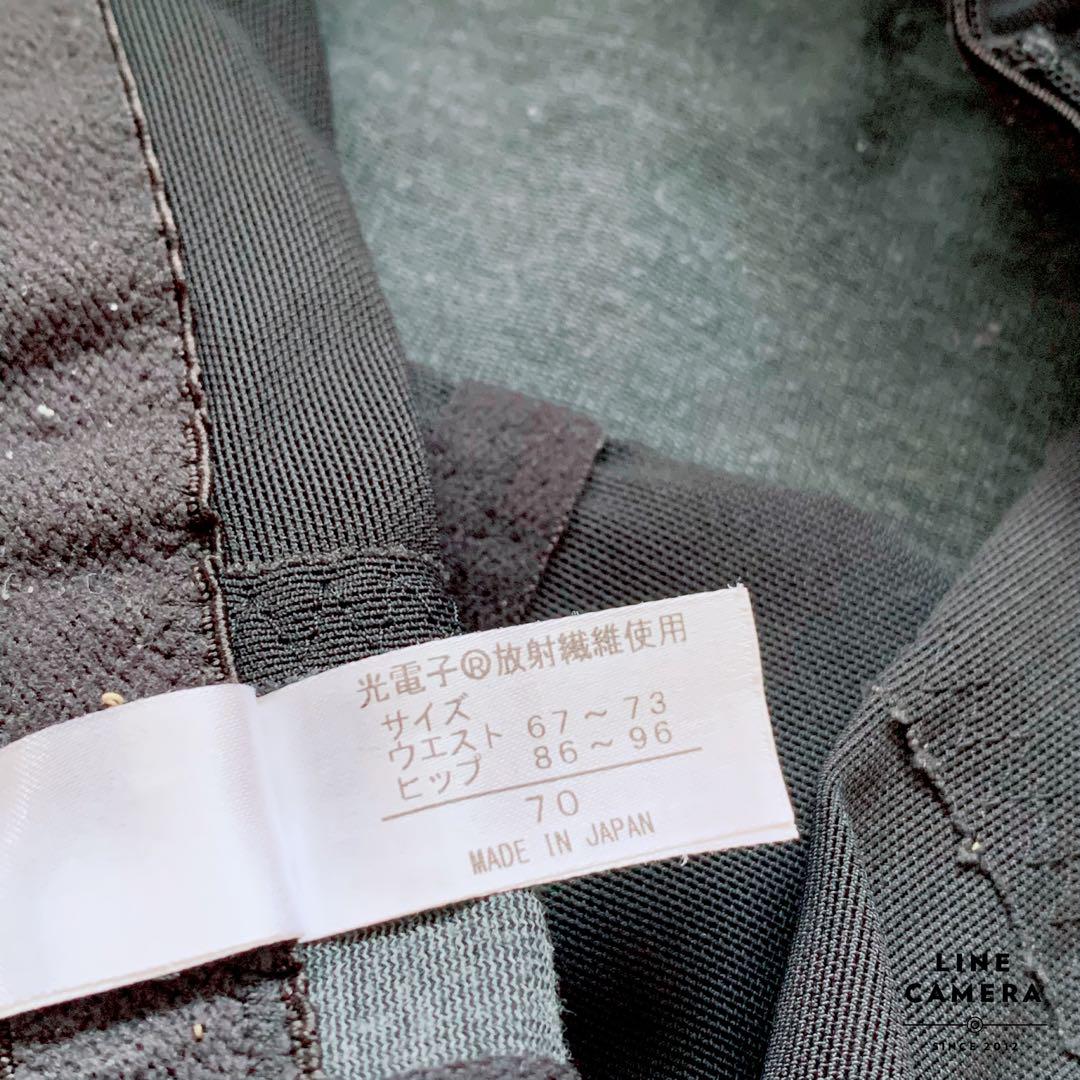 光電子®放射繊維使用
サイズ
ウエスト 67～73
ヒップ 86～96
70
MADE IN JAPAN
LINE
CAMERA
SINCE 2012